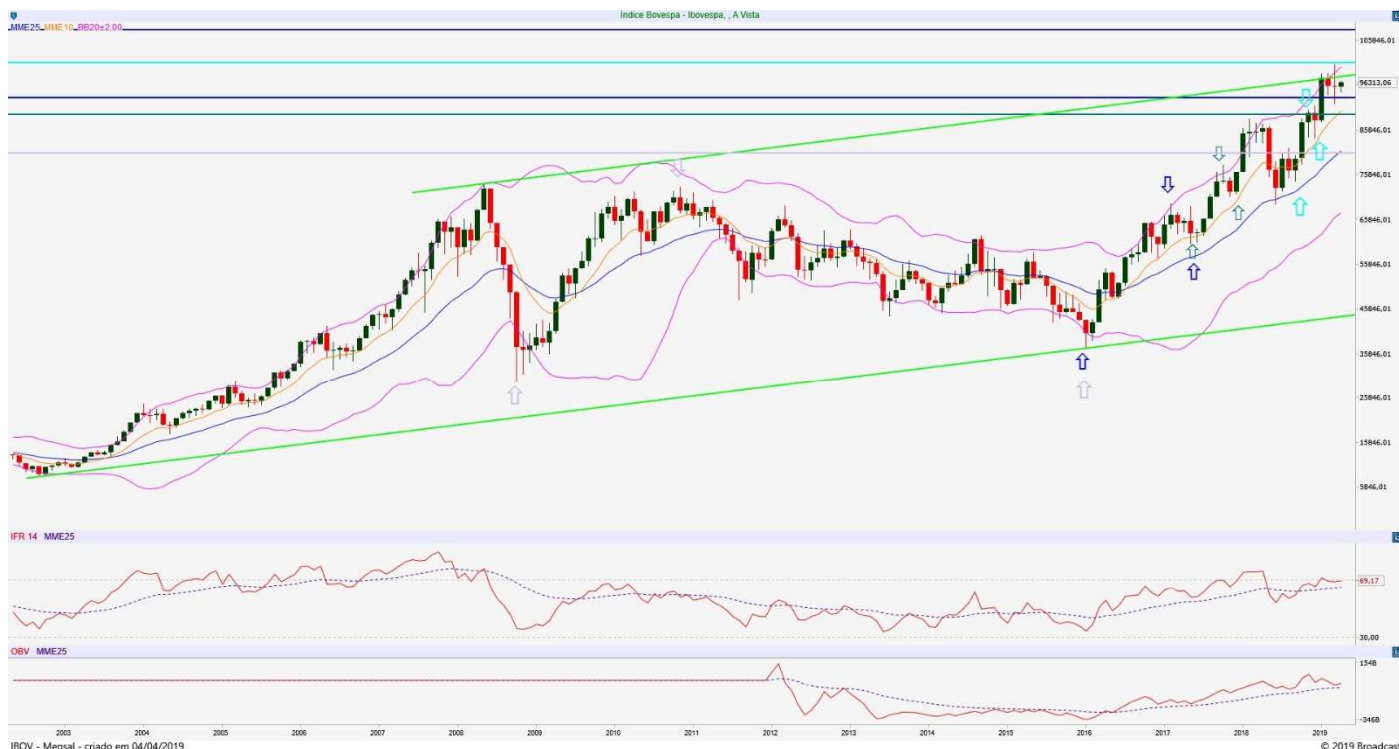 Índice Bovespa - Ibovespa, , A Vista
MME25 MME10 BB20±2,00
105846,01
96313,06
85846,01
75846,01
65846,01
55846,01
45846,01
35846,01
25846,01
15846,01
5846,01
IFR 14 MME25
69,17
30,00
OBV MME25
154B
-346B
2003 2004 2005 2006 2007 2008 2009 2010 2011 2012 2013 2014 2015 2016 2017 2018 2019
IBOV - Mensal - criado em 04/04/2019
© 2019 Broadcast